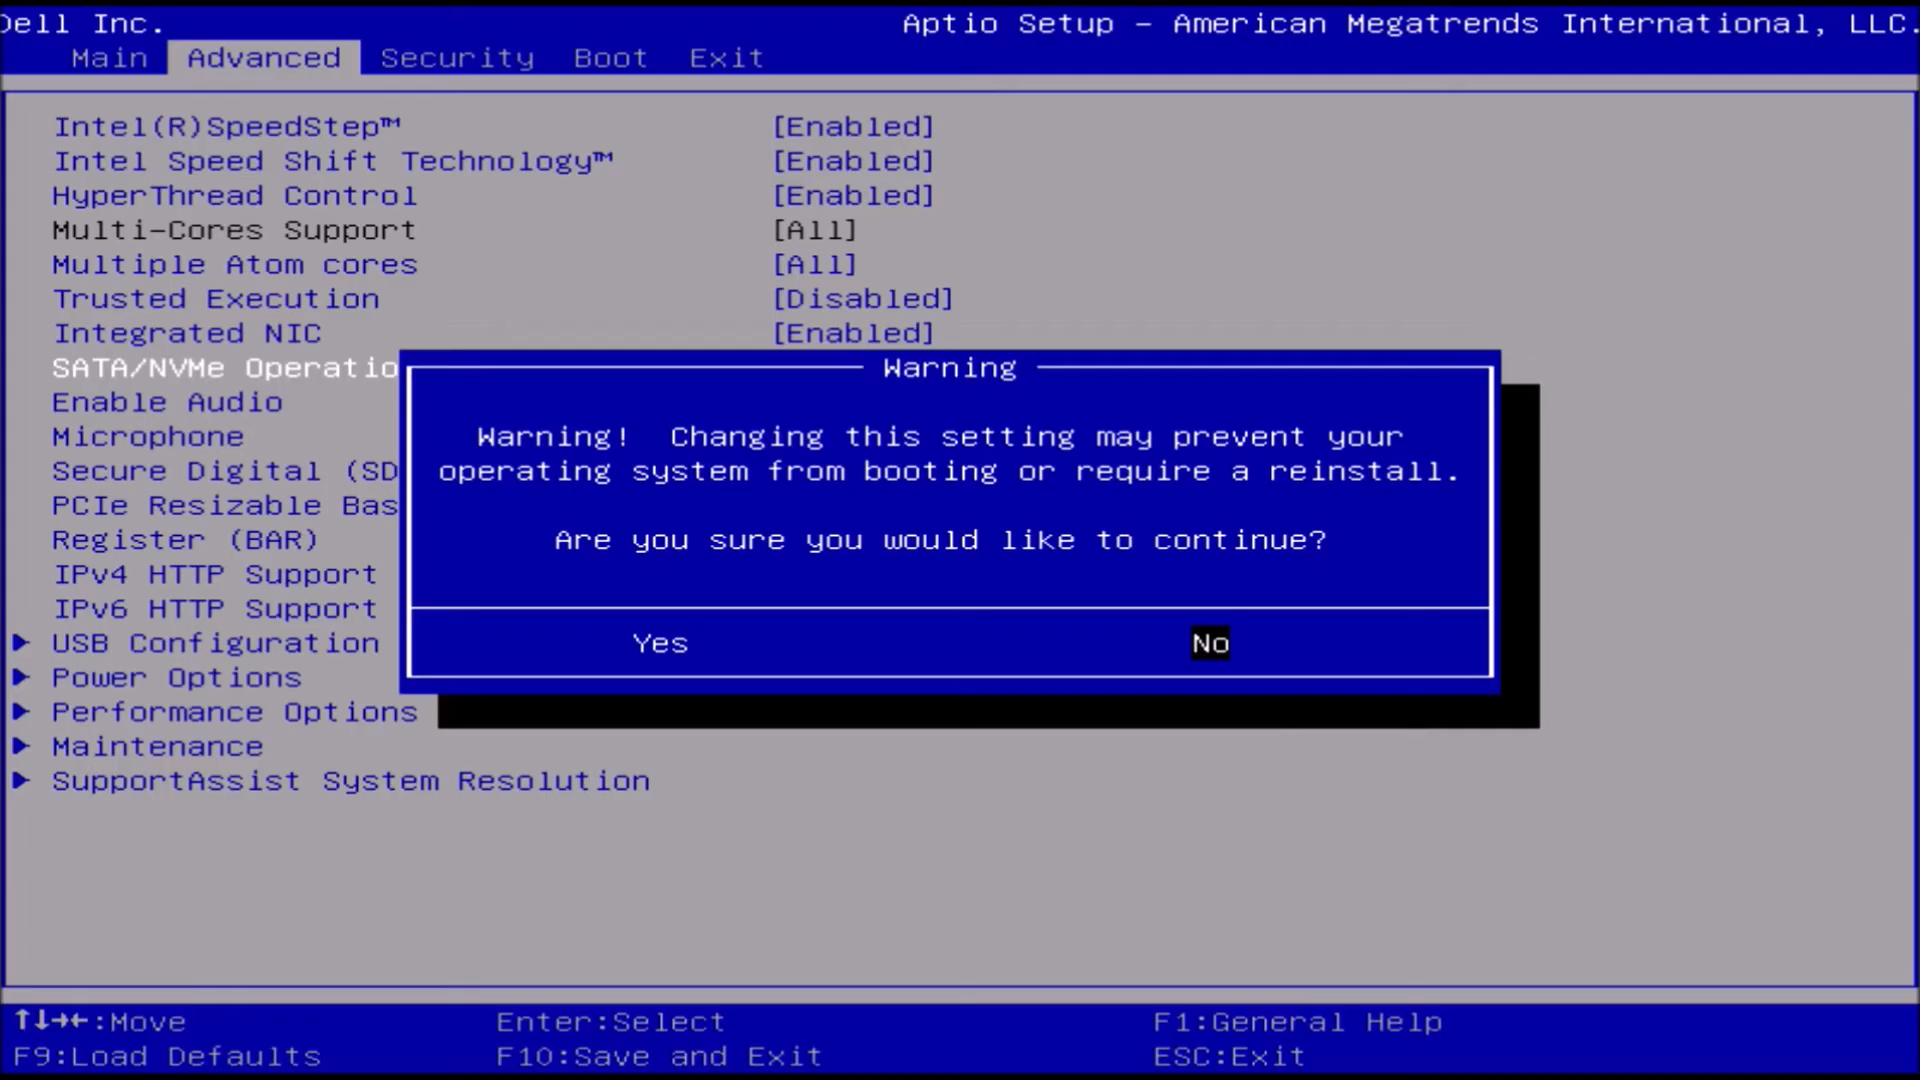 Dell Inc. Aptio Setup - American Megatrends International, LLC.
Main Advanced Security Boot Exit
Intel(R)SpeedStep™ [Enabled]
Intel Speed Shift Technology™ [Enabled]
HyperThread Control [Enabled]
Multi-Cores Support [All]
Multiple Atom cores [All]
Trusted Execution [Disabled]
Integrated NIC [Enabled]
SATA/NVMe Operatio
Enable Audio
Microphone
Secure Digital (SD
PCIe Resizable Bas
Register (BAR)
IPv4 HTTP Support
IPv6 HTTP Support
USB Configuration
Power Options
Performance Options
Maintenance
SupportAssist System Resolution
Warning
Warning! Changing this setting may prevent your
operating system from booting or require a reinstall.
Are you sure you would like to continue?
Yes No
↑↓→←:Move Enter:Select F1:General Help
F9:Load Defaults F10:Save and Exit ESC:Exit